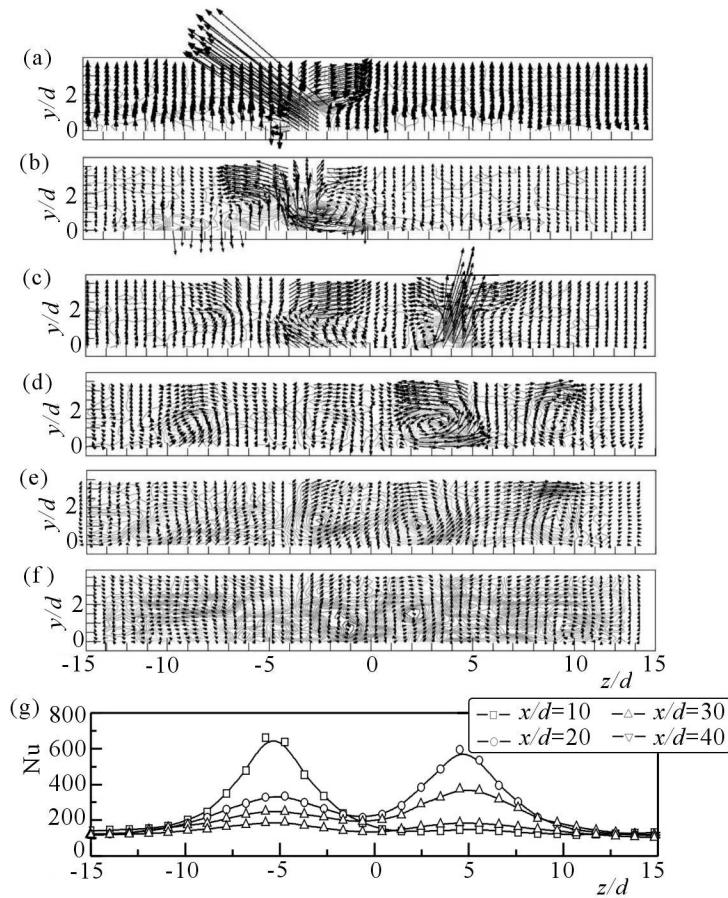 (a)
y/d
2
0
(b)
y/d
2
0
(c)
y/d
2
0
(d)
y/d
2
0
(e)
y/d
2
0
(f)
y/d
2
0
-15 -10 -5 0 5 10 15
z/d
(g)
800
600
400
200
0
Nu
x/d=10 x/d=30
x/d=20 x/d=40
-15 -10 -5 0 5 10 15
z/d